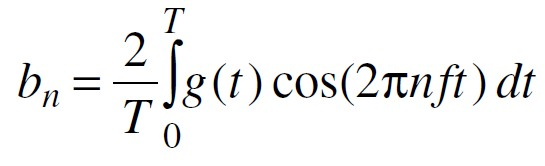 b_n = \frac{2}{T} \int_0^T g(t) \cos(2\pi nft) \, dt